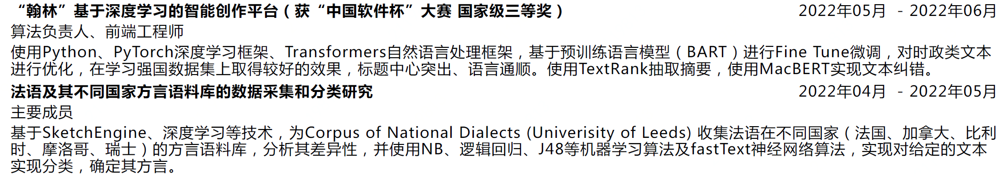 “翰林”基于深度学习的智能创作平台（获“中国软件杯”大赛 国家级三等奖） 2022年05月 - 2022年06月
算法负责人、前端工程师
使用Python、PyTorch深度学习框架、Transformers自然语言处理框架，基于预训练语言模型（BART）进行Fine Tune微调，对时政类文本
进行优化，在学习强国数据集上取得较好的效果，标题中心突出、语言通顺。使用TextRank抽取摘要，使用MacBERT实现文本纠错。
法语及其不同国家方言语料库的数据采集和分类研究 2022年04月 - 2022年05月
主要成员
基于SketchEngine、深度学习等技术，为Corpus of National Dialects (Univerisity of Leeds) 收集法语在不同国家（法国、加拿大、比利
时、摩洛哥、瑞士）的方言语料库，分析其差异性，并使用NB、逻辑回归、J48等机器学习算法及fastText神经网络算法，实现对给定的文本
实现分类，确定其方言。